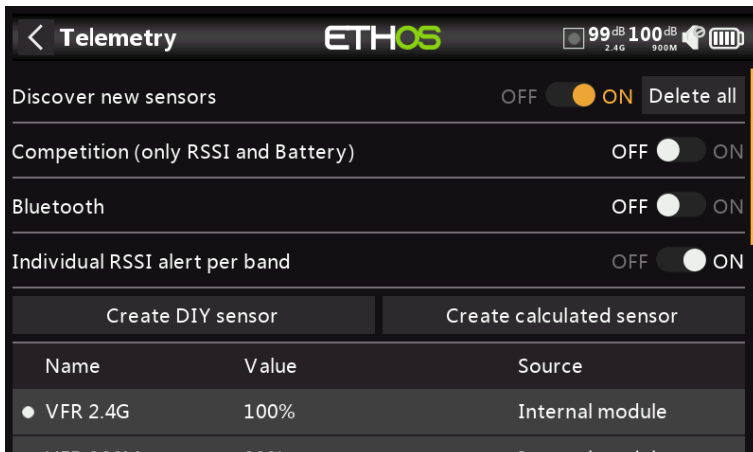 Telemetry ETHOS 99dB 2.4G 100dB 900M
Discover new sensors OFF ON Delete all
Competition (only RSSI and Battery) OFF ON
Bluetooth OFF ON
Individual RSSI alert per band OFF ON
Create DIY sensor Create calculated sensor
Name Value Source
VFR 2.4G 100% Internal module